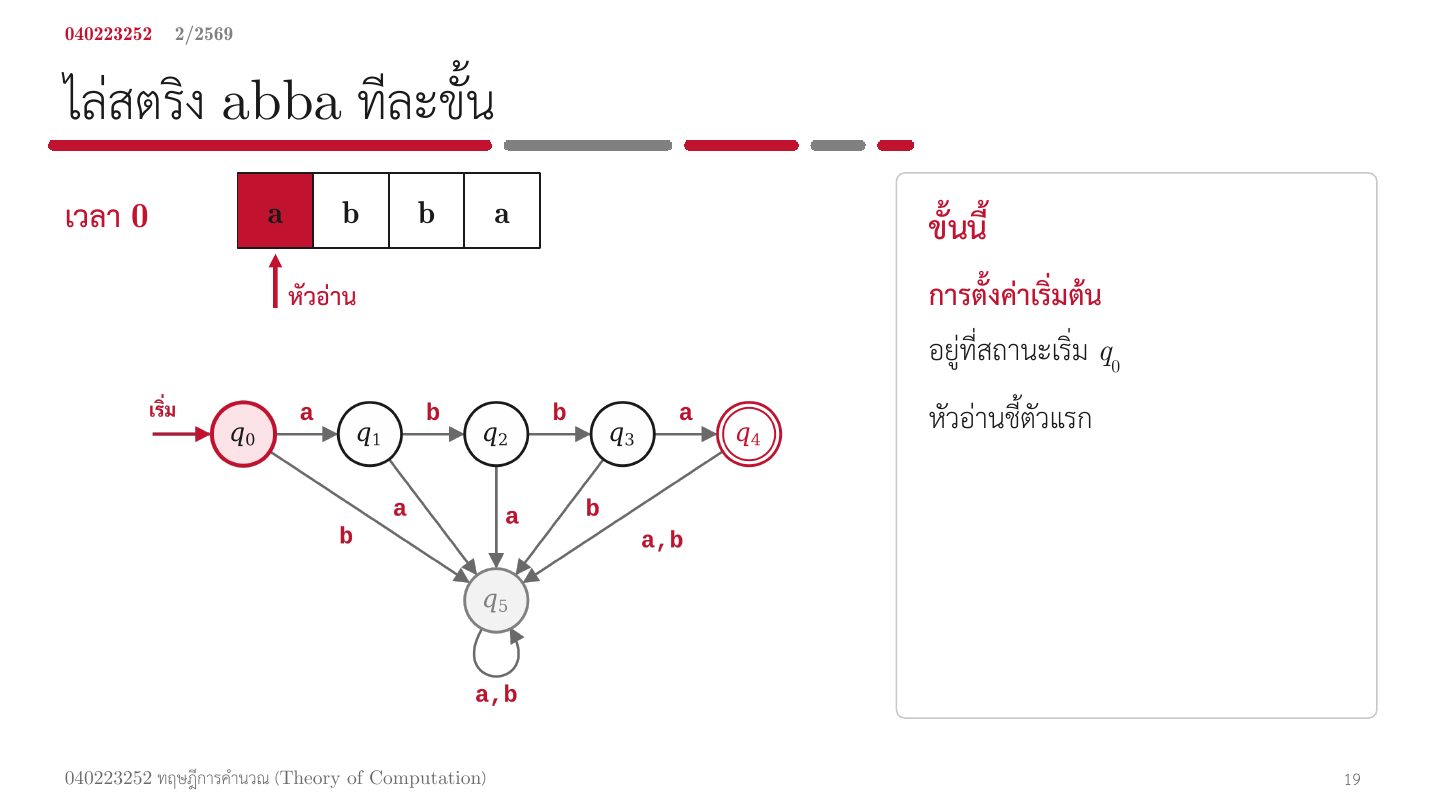 040223252 2/2569
ไล่สตริง abba ทีละขั้น
เวลา 0
a b b a
หัวอ่าน
ขั้นนี้
การตั้งค่าเริ่มต้น
อยู่ที่สถานะเริ่ม q0
หัวอ่านชี้ตัวแรก
เริ่ม
a b b a
q0 q1 q2 q3 q4
b a a b a,b
q5
a,b
040223252 ทฤษฎีการคำนวณ (Theory of Computation) 19